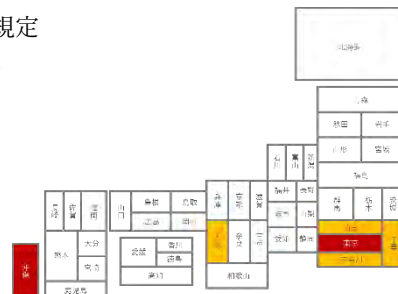 規定
北海道
青森
秋田 岩手
山形 宮城
福島
石川 富山 新潟
福井 長野
岐阜 山梨
愛知 静岡
群馬 栃木 茨城
埼玉
東京
神奈川
千葉
兵庫 京都 滋賀
大阪 奈良 三重
和歌山
山口 島根 鳥取
広島 岡山
愛媛 香川
徳島
高知
長崎 佐賀 福岡
熊本 大分
宮崎
鹿児島
沖縄